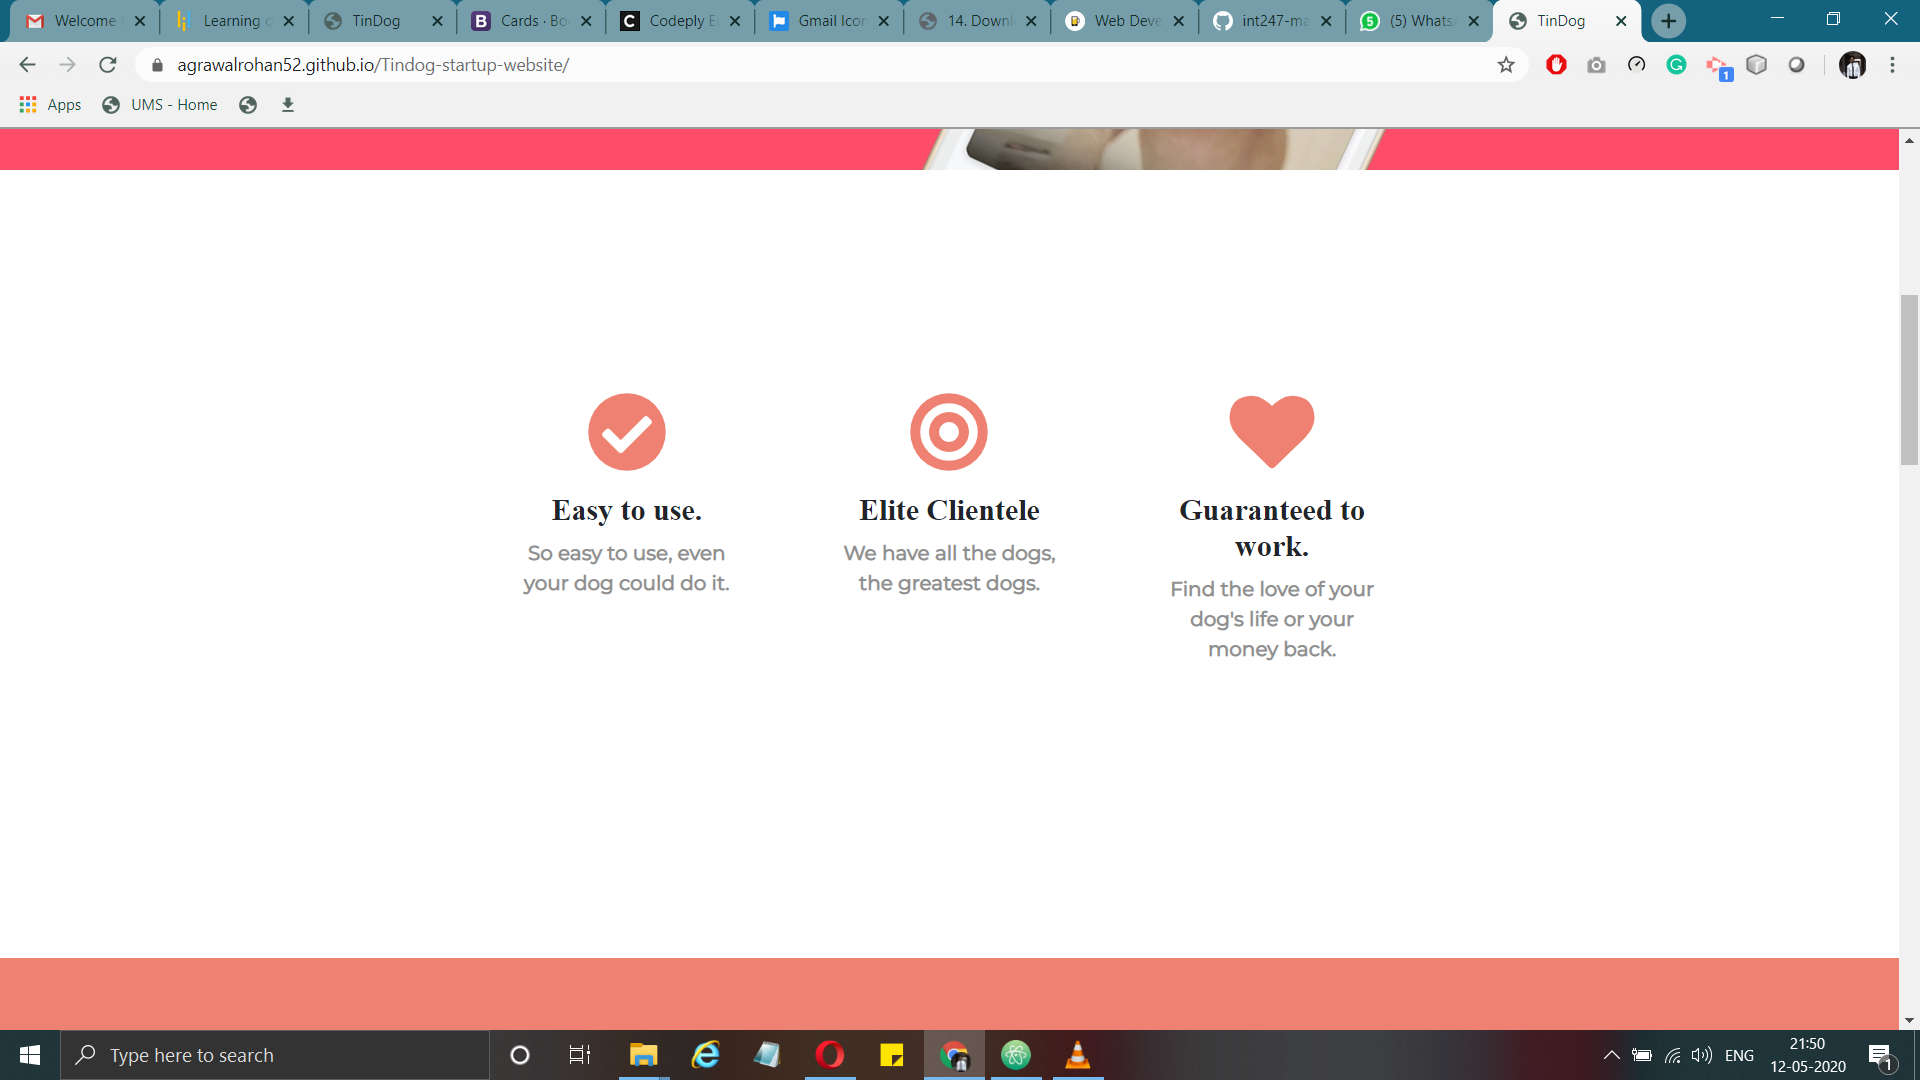 Welcome
Learning
TinDog
Cards · Bo
Codeply E
Gmail Icon
14. Downl
Web Deve
int247-ma
(5) Whats
TinDog
agrawalrohan52.github.io/Tindog-startup-website/
1
Apps
UMS - Home
Easy to use.
So easy to use, even
your dog could do it.
Elite Clientele
We have all the dogs,
the greatest dogs.
Guaranteed to
work.
Find the love of your
dog's life or your
money back.
Type here to search
ENG
21:50
12-05-2020
1